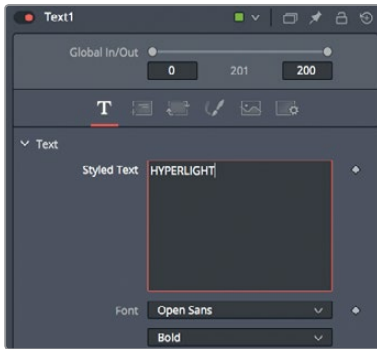 Text1
Global In/Out
0 201 200
T
Text
Styled Text HYPERLIGHT
Font Open Sans
Bold